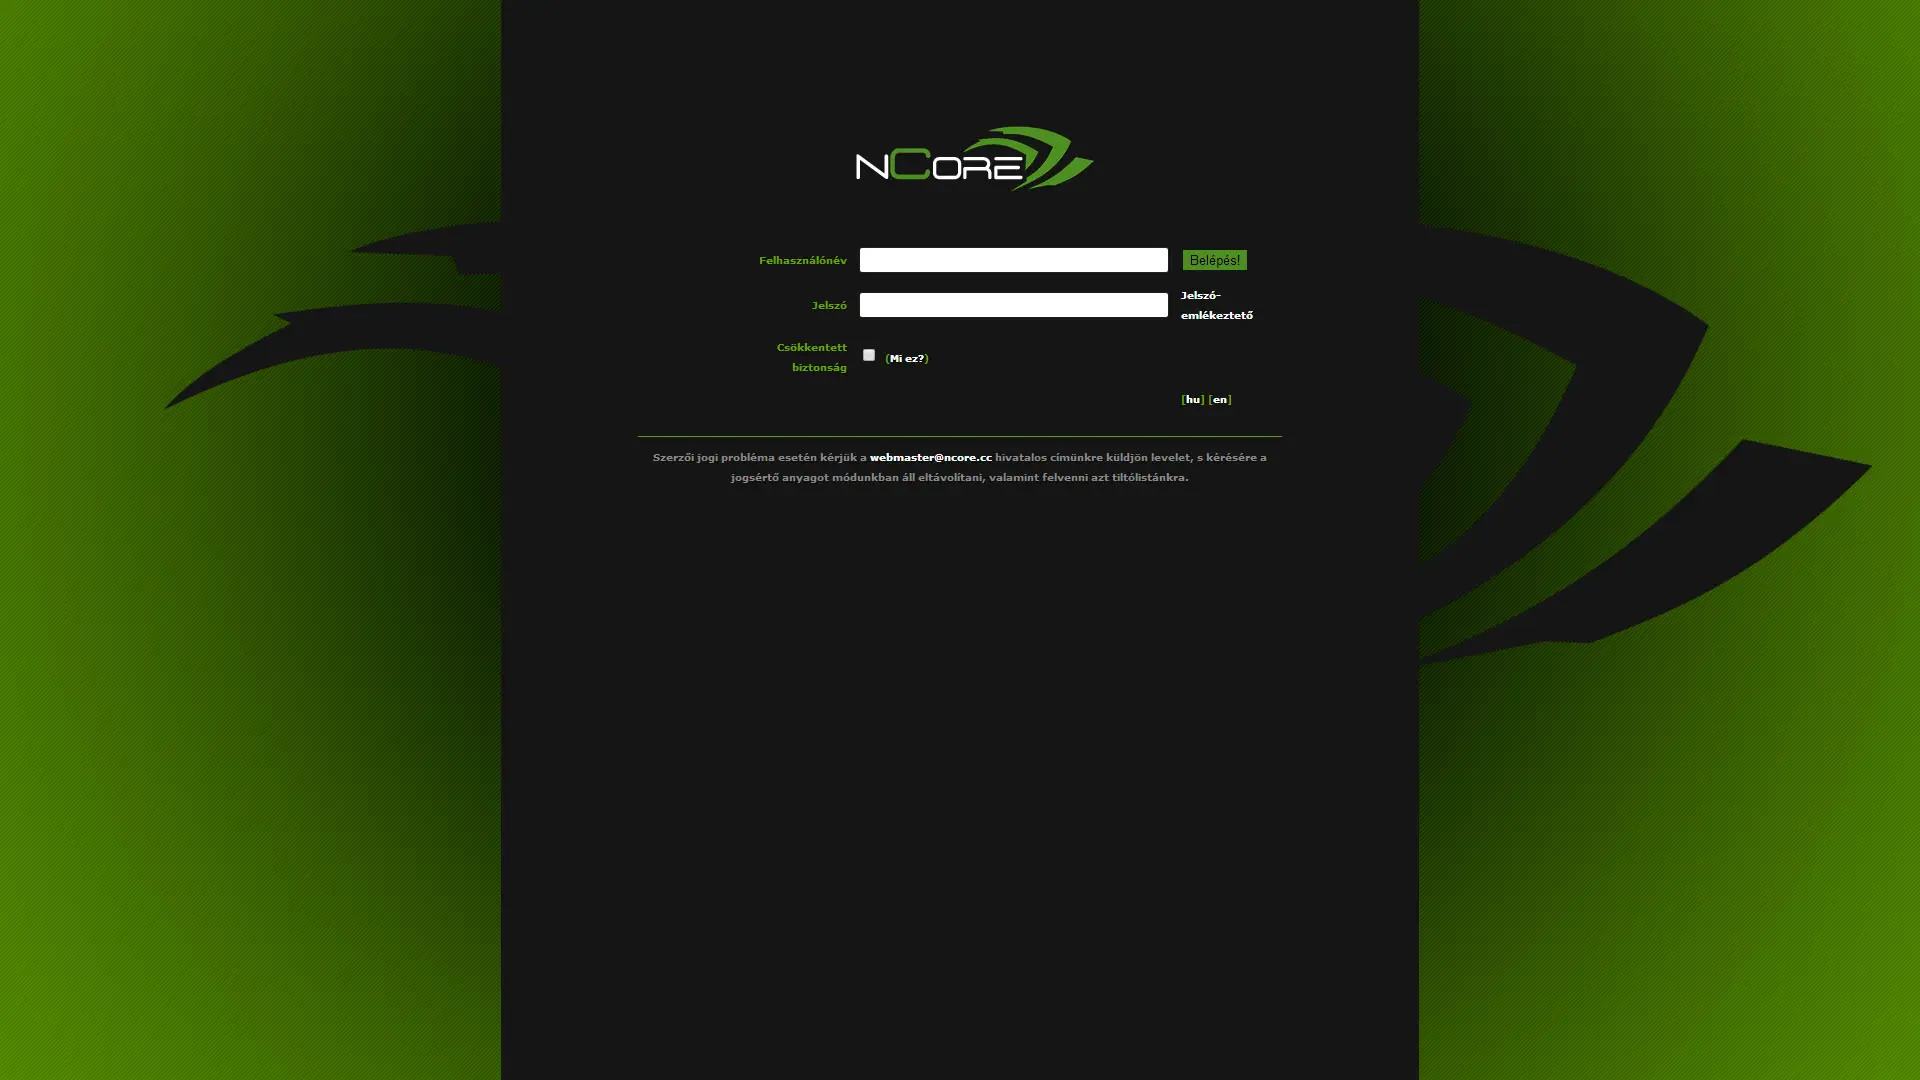 NCORE
Felhasználónév
Belépés!
Jelszó
Jelszó-
emlékeztető
Csökkentett
biztonság
(Mi ez?)
[hu] [en]
Szerzői jogi probléma esetén kérjük a webmaster@ncore.cc hivatalos címünkre küldjön levelet, s kérésére a
jogsértő anyagot módunkban áll eltávolítani, valamint felvenni azt tiltólistánkra.